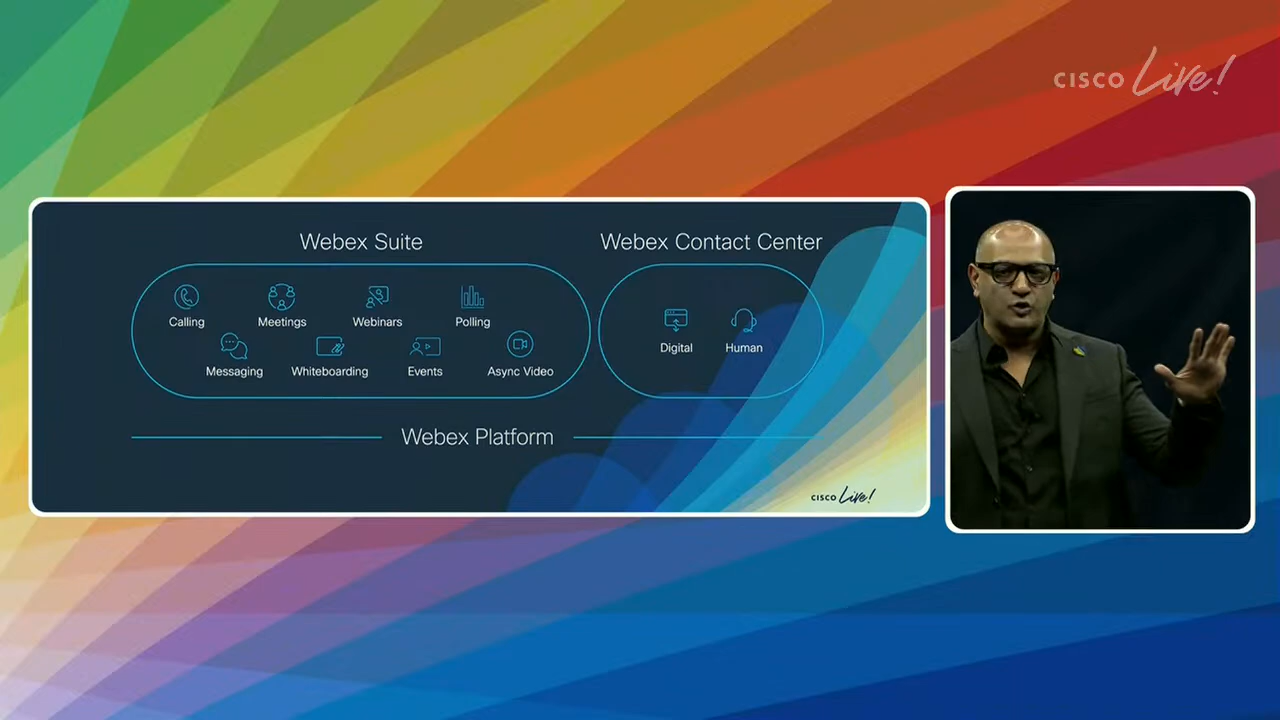 CISCO Live!
Webex Suite
Webex Contact Center
Calling
Meetings
Webinars
Polling
Messaging
Whiteboarding
Events
Async Video
Digital
Human
Webex Platform
CISCO Live!